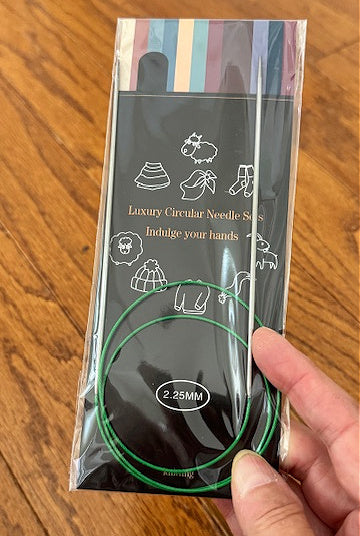 Luxury Circular Needle Sets
Indulge your hands
2.25MM